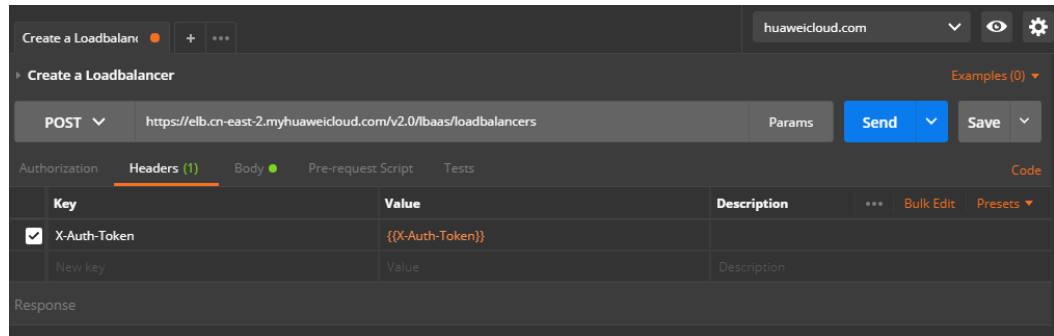 Create a Loadbalan + ••• huaweicloud.com
Create a Loadbalancer Examples (0)
POST https://elb.cn-east-2.myhuaweicloud.com/v2.0/lbaas/loadbalancers Params Send Save
Authorization Headers (1) Body Pre-request Script Tests Code
Key Value Description ••• Bulk Edit Presets
X-Auth-Token {{X-Auth-Token}}
New key Value Description
Response